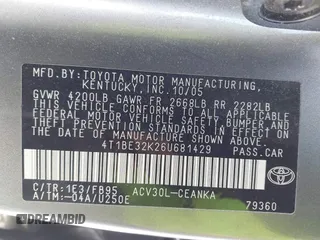 MFD.BY:TOYOTA MOTOR MANUFACTURING,
KENTUCKY,INC.10/05
GVWR 4200LB GAWR FR 2668LB RR 2282LB
THIS VEHICLE CONFORMS TO ALL APPLICABLE
FEDERAL MOTOR VEHICLE SAFETY, BUMPER, AND
THEFT PREVENTION STANDARDS IN EFFECT ON
THE DATE OF MANUFACTURE SHOWN ABOVE.
4T1BE32K26U681429 PASS.CAR
C/TR:1E3/FB95 ACV30L-CEANKA
A/TM:-04A/U250E
TOYOTA
79360
AUTOBIDMASTER